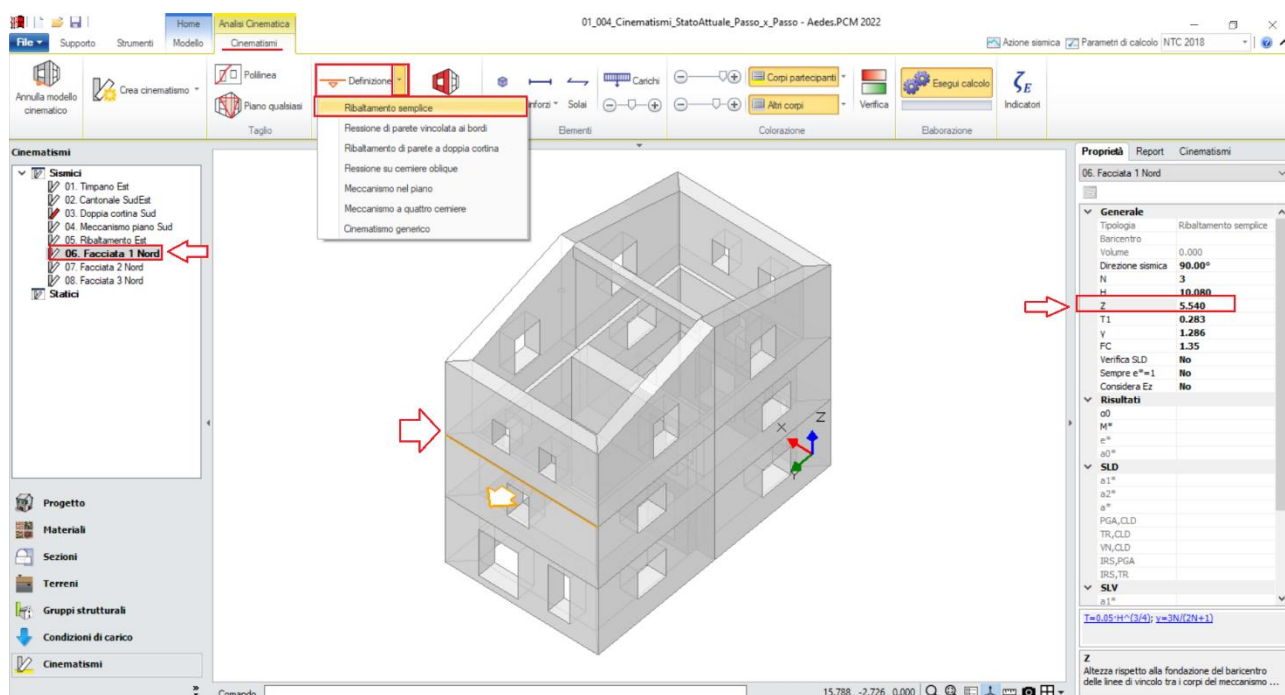 01_004_Cinematismi_StatoAttuale_Passo_x_Passo - Aedes.PCM 2022
Home
Analisi Cinematica
File
Supporto
Strumenti
Modello
Cinematismi
Azione sismica
Parametri di calcolo
NTC 2018
Annulla modello
cinematico
Crea cinematismo
Polilinea
Piano qualsiasi
Taglio
Definizione
Ribaltamento semplice
Flessione di parete vincolata ai bordi
Ribaltamento di parete a doppia cortina
Flessione su cerniere oblique
Meccanismo nel piano
Meccanismo a quattro cerniere
Cinematismo generico
Solai
Carichi
Elementi
Corpi partecipanti
Altri corpi
Colorazione
Verifica
Esegui calcolo
Elaborazione
ζE
Indicatori
Cinematismi
Sismici
01. Timpano Est
02. Cantonale SudEst
03. Doppia cortina Sud
04. Meccanismo piano Sud
05. Ribaltamento Est
06. Facciata 1 Nord
07. Facciata 2 Nord
08. Facciata 3 Nord
Statici
Progetto
Materiali
Sezioni
Terreni
Gruppi strutturali
Condizioni di carico
Cinematismi
X
Z
Y
Comando
15.788 -2.726 0.000
Proprietà Report Cinematismi
06. Facciata 1 Nord
Generale
Tipologia Ribaltamento semplice
Baricentro
Volume 0.000
Direzione sismica 90.00°
N 3
H 10.080
Z 5.540
T1 0.283
γ 1.286
FC 1.35
Verifica SLD No
Sempre e*=1 No
Considera Ez No
Risultati
α0
M*
e*
a0*
SLD
a1*
a2*
a*
PGA,CLD
TR,CLD
VN,CLD
IRS,PGA
IRS,TR
SLV
a1*
T=0.05·H^(3/4); γ=3N/(2N+1)
Z
Altezza rispetto alla fondazione del baricentro
delle linee di vincolo tra i corpi del meccanismo ...